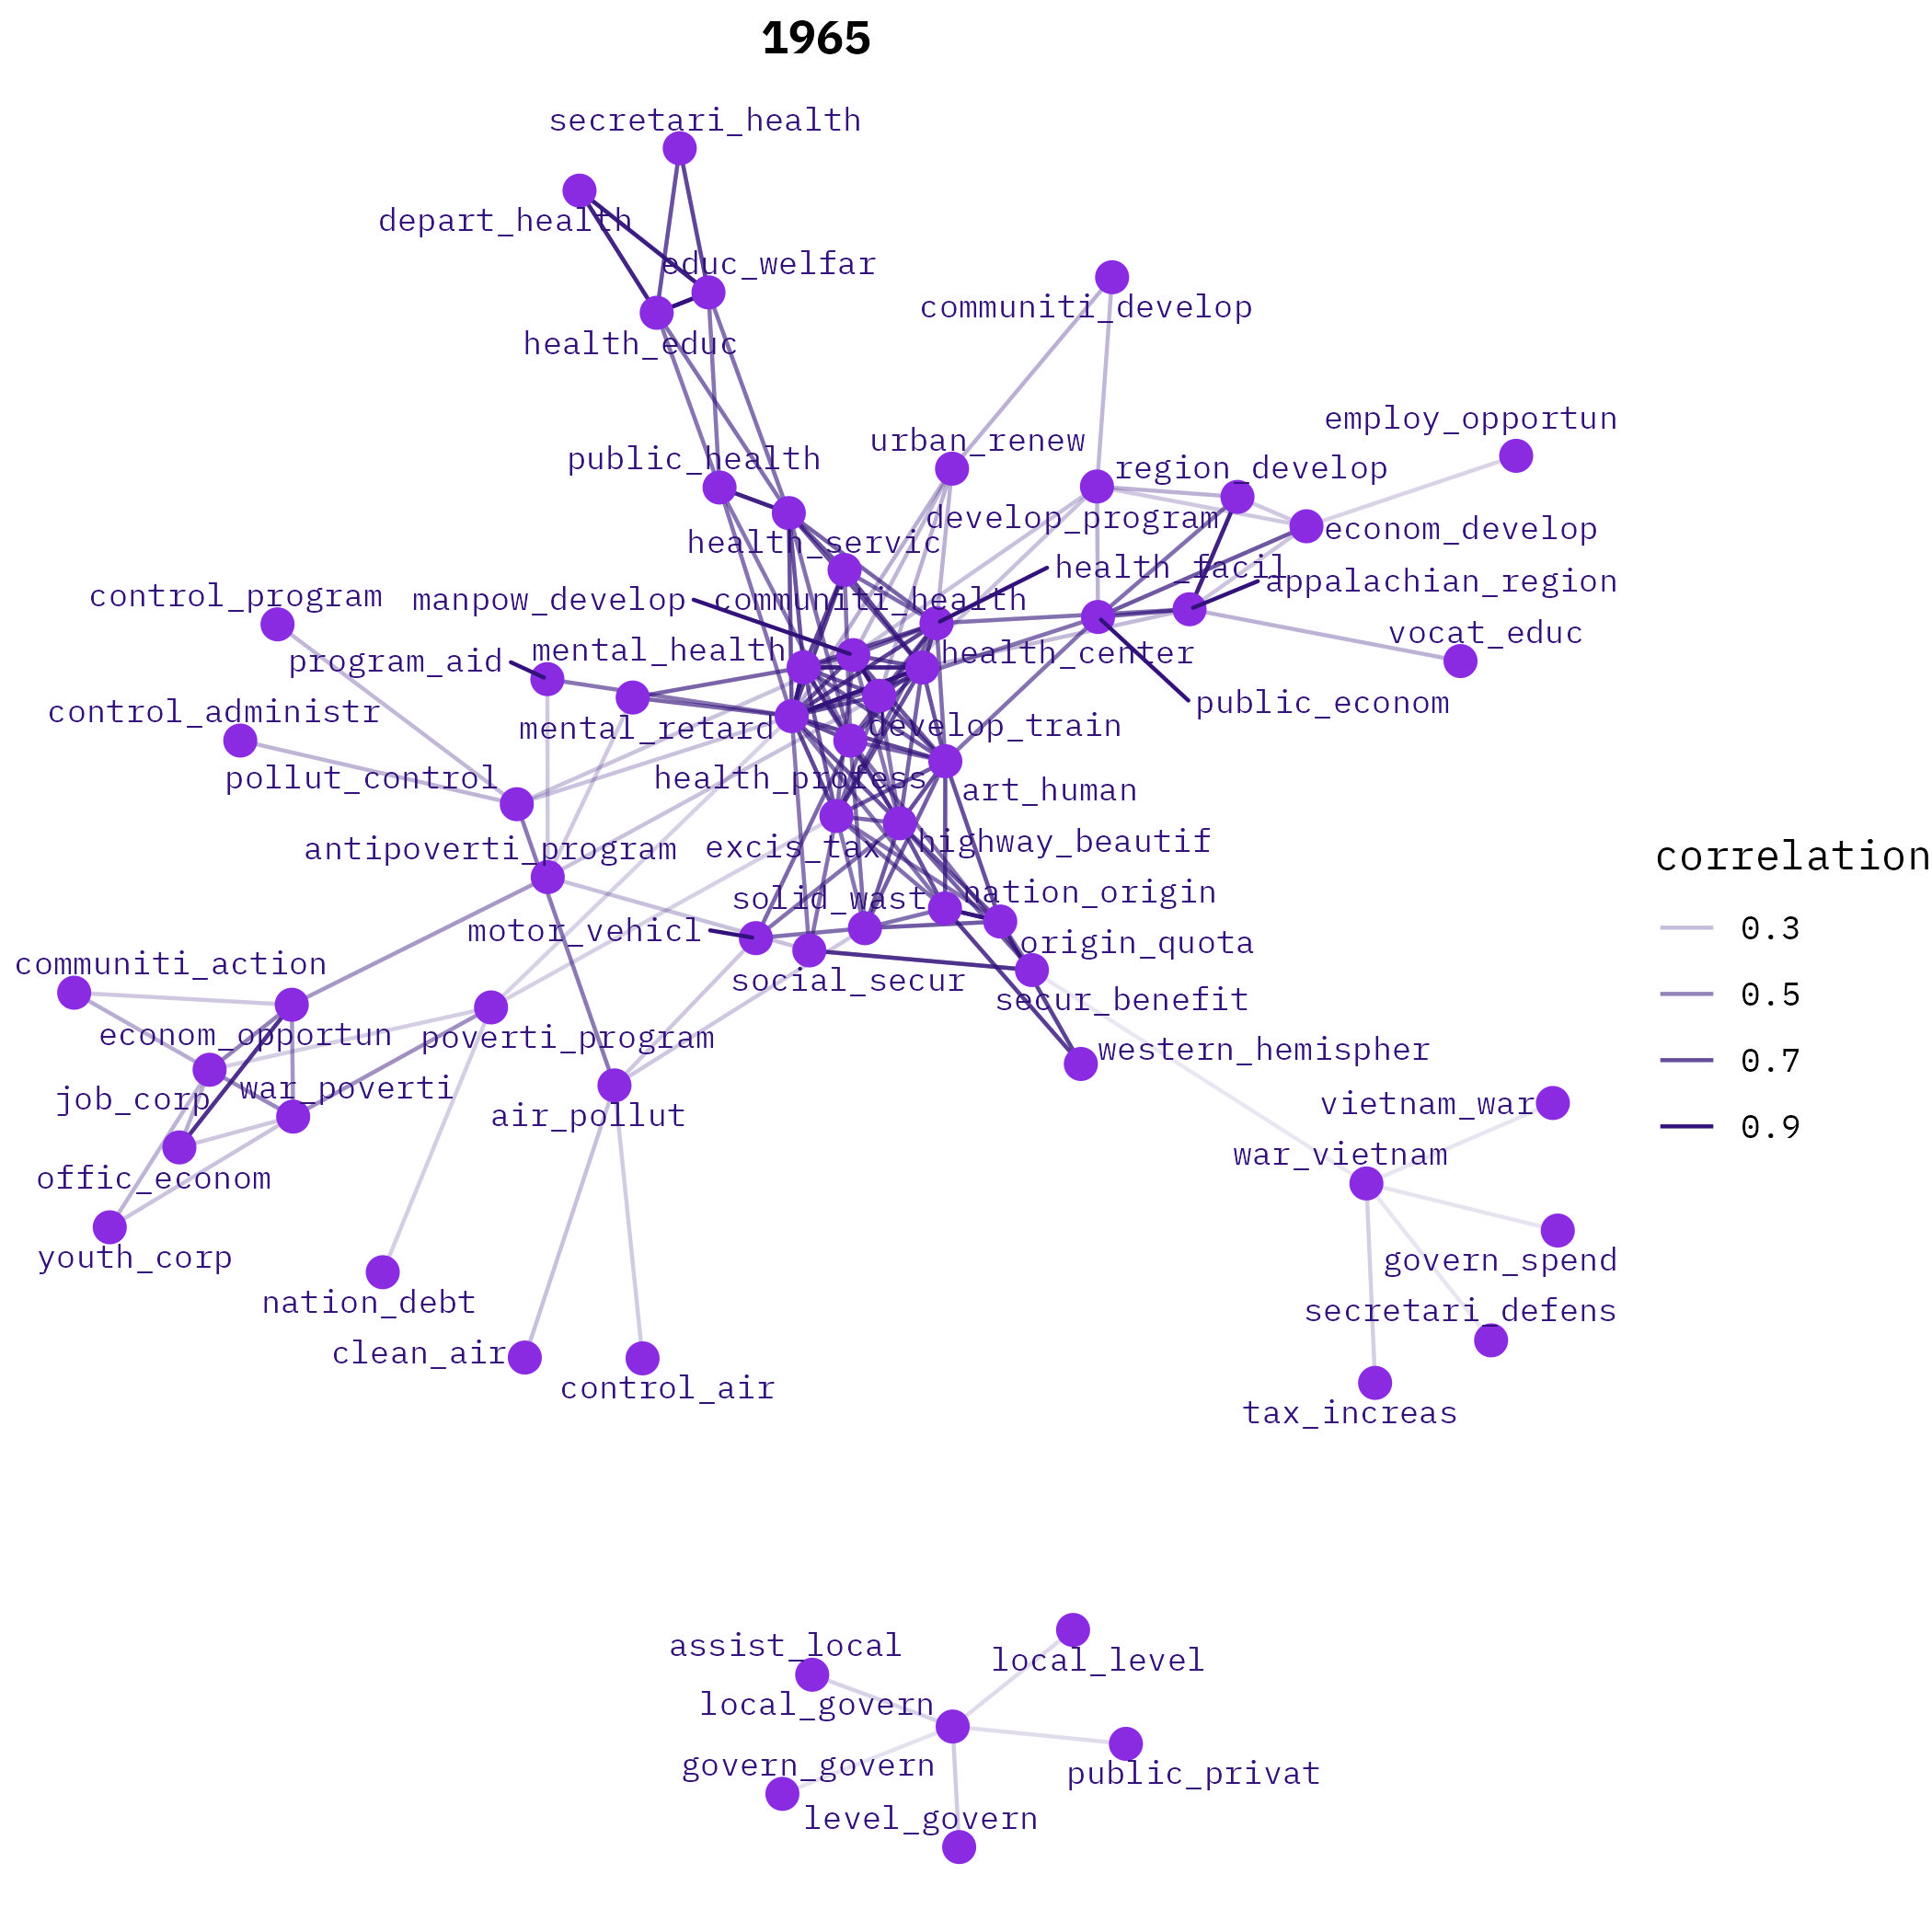 1965
secretari_health
depart_health
educ_welfar
communiti_develop
health_educ
employ_opportun
urban_renew
public_health
region_develop
develop_program
econom_develop
health_servic
health_facil
appalachian_region
control_program
manpow_develop
communiti_health
vocat_educ
mental_health
health_center
program_aid
public_econom
control_administr
mental_retard
develop_train
pollut_control
health_profess
art_human
antipoverti_program
excis_tax
highway_beautif
correlation
solid_wast
nation_origin
0.3
motor_vehicl
origin_quota
communiti_action
social_secur
0.5
secur_benefit
econom_opportun
poverti_program
western_hemispher
0.7
job_corp
war_poverti
air_pollut
vietnam_war
0.9
war_vietnam
offic_econom
youth_corp
govern_spend
nation_debt
secretari_defens
clean_air
control_air
tax_increas
assist_local
local_level
local_govern
govern_govern
public_privat
level_govern